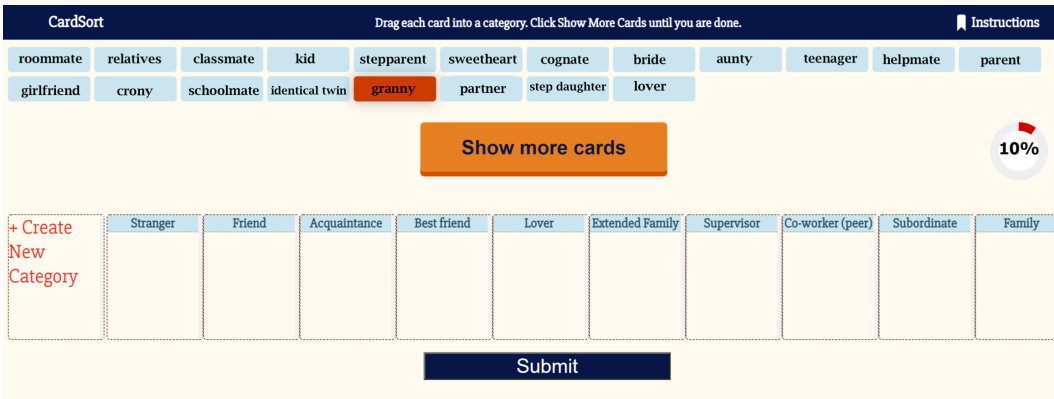 CardSort Drag each card into a category. Click Show More Cards until you are done. Instructions
roommate relatives classmate kid stepparent sweetheart cognate bride aunty teenager helpmate parent
girlfriend crony schoolmate identical twin granny partner step daughter lover
Show more cards
10%
+ Create
New
Category
Stranger Friend Acquaintance Best friend Lover Extended Family Supervisor Co-worker (peer) Subordinate Family
Submit